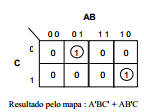 AB
00 01 11 10
0 0 1 0 0
C
1 0 0 0 1
Resultado pelo mapa : A'BC' + AB'C